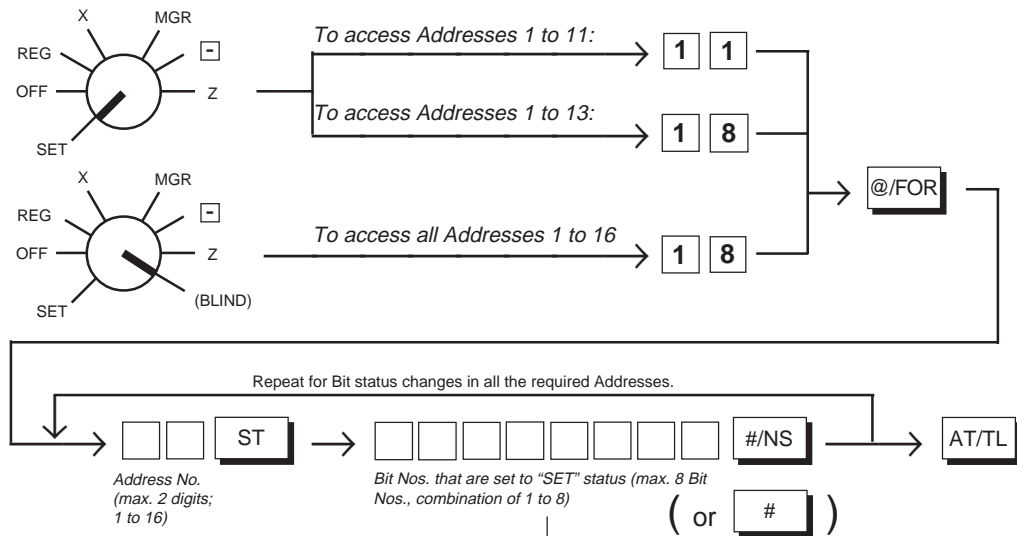 X
MGR
REG
-
OFF
Z
SET
To access Addresses 1 to 11:
1 1
To access Addresses 1 to 13:
1 8
@/FOR
X
MGR
REG
-
OFF
Z
SET
(BLIND)
To access all Addresses 1 to 16
1 8
Repeat for Bit status changes in all the required Addresses.
ST
#/NS
AT/TL
Address No.
(max. 2 digits;
1 to 16)
Bit Nos. that are set to “SET” status (max. 8 Bit
Nos., combination of 1 to 8)
( or # )